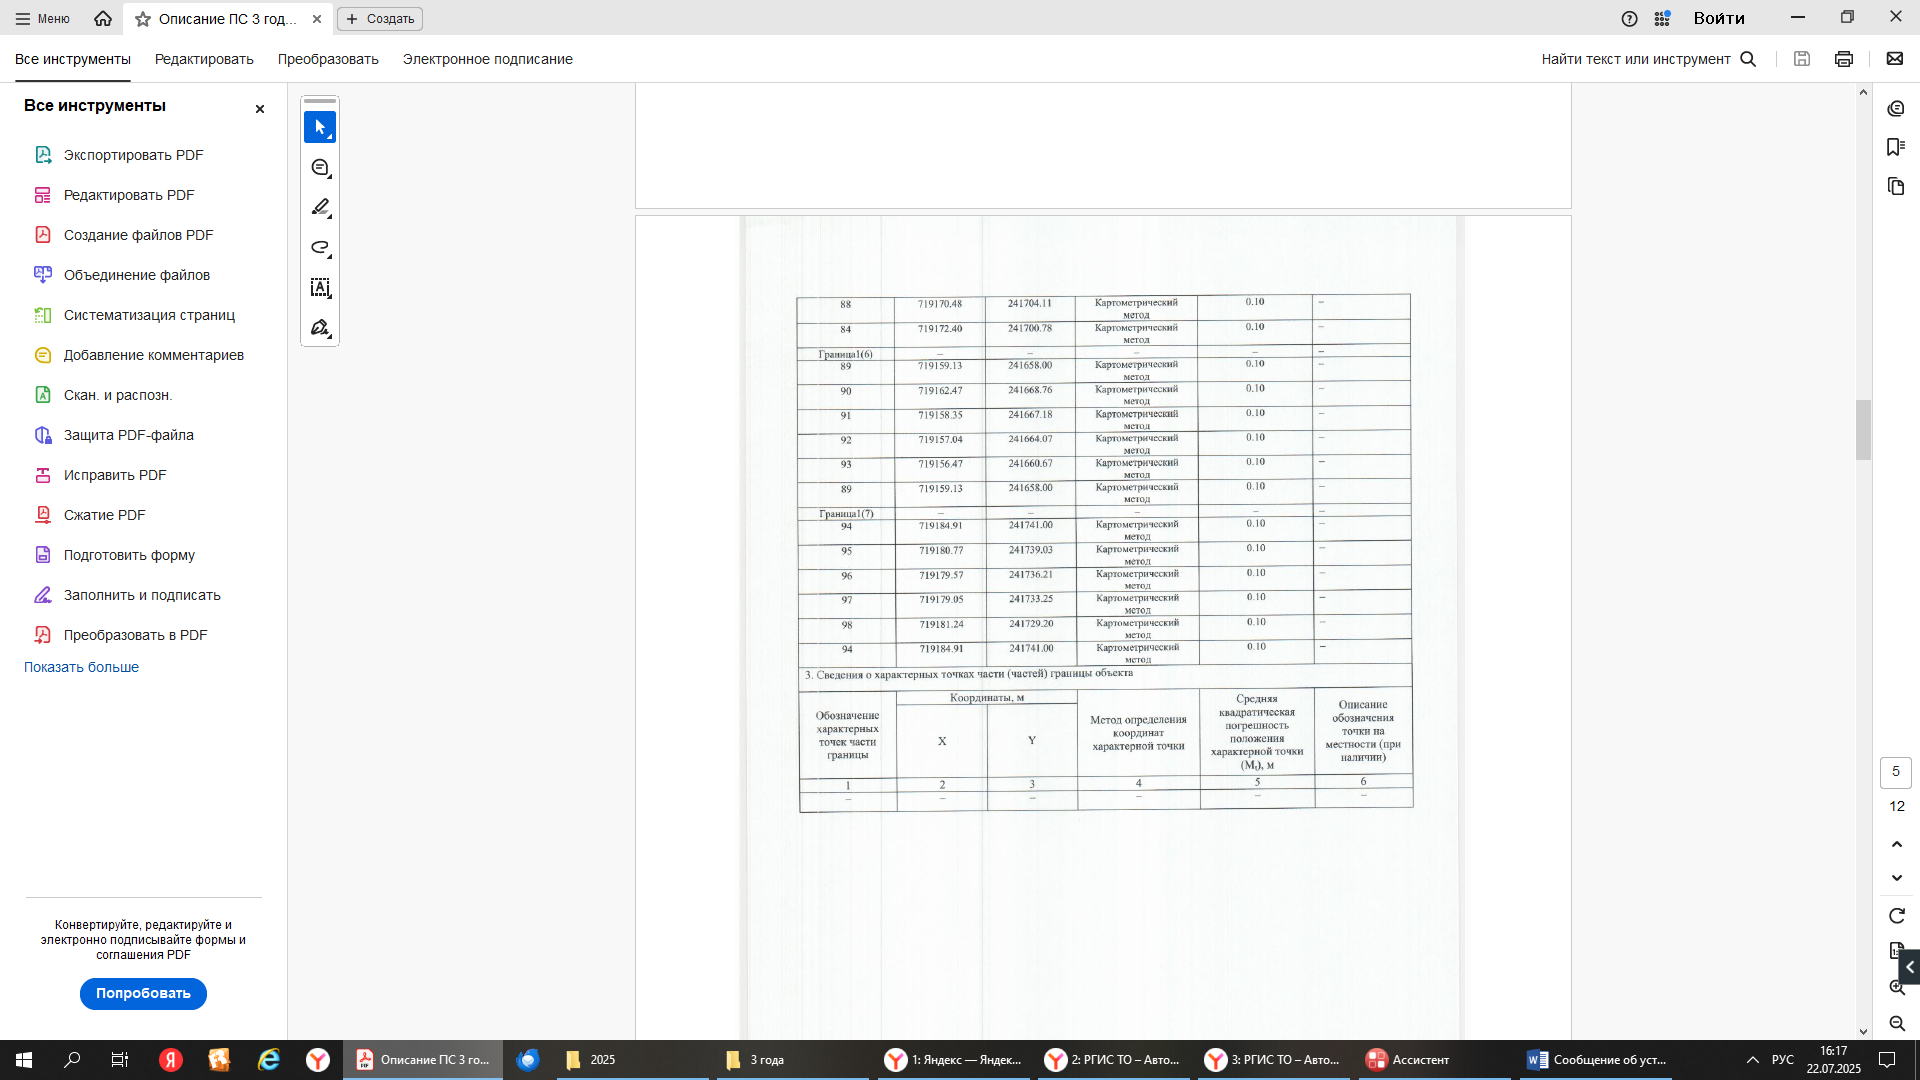 Меню
Описание ПС 3 год...
Создать
Войти
Все инструменты
Редактировать
Преобразовать
Электронное подписание
Найти текст или инструмент
Все инструменты
Экспортировать PDF
Редактировать PDF
Создание файлов PDF
Объединение файлов
Систематизация страниц
Добавление комментариев
Скан. и распозн.
Защита PDF-файла
Исправить PDF
Сжатие PDF
Подготовить форму
Заполнить и подписать
Преобразовать в PDF
Показать больше
Конвертируйте, редактируйте и
электронно подписывайте формы и
соглашения PDF
Попробовать
88 719170.48 241704.11 Картометрический метод 0.10 –
84 719172.40 241700.78 Картометрический метод 0.10 –
Граница1(6) – – – – –
89 719159.13 241658.00 Картометрический метод 0.10 –
90 719162.47 241668.76 Картометрический метод 0.10 –
91 719158.35 241667.18 Картометрический метод 0.10 –
92 719157.04 241664.07 Картометрический метод 0.10 –
93 719156.47 241660.67 Картометрический метод 0.10 –
89 719159.13 241658.00 Картометрический метод 0.10 –
Граница1(7) – – – – –
94 719184.91 241741.00 Картометрический метод 0.10 –
95 719180.77 241739.03 Картометрический метод 0.10 –
96 719179.57 241736.21 Картометрический метод 0.10 –
97 719179.05 241733.25 Картометрический метод 0.10 –
98 719181.24 241729.20 Картометрический метод 0.10 –
94 719184.91 241741.00 Картометрический метод 0.10 –
3. Сведения о характерных точках части (частей) границы объекта
Обозначение
характерных
точек части
границы
Координаты, м
X
Y
Метод определения
координат
характерной точки
Средняя
квадратическая
погрешность
положения
характерной точки
(Mt), м
Описание
обозначения
точки на
местности (при
наличии)
1 2 3 4 5 6
– – – – – –
5
12
Описание ПС 3 го...
2025
3 года
1: Яндекс — Яндек...
2: РГИС ТО – Авто...
3: РГИС ТО – Авто...
Ассистент
Сообщение об уст...
РУС
16:17
22.07.2025